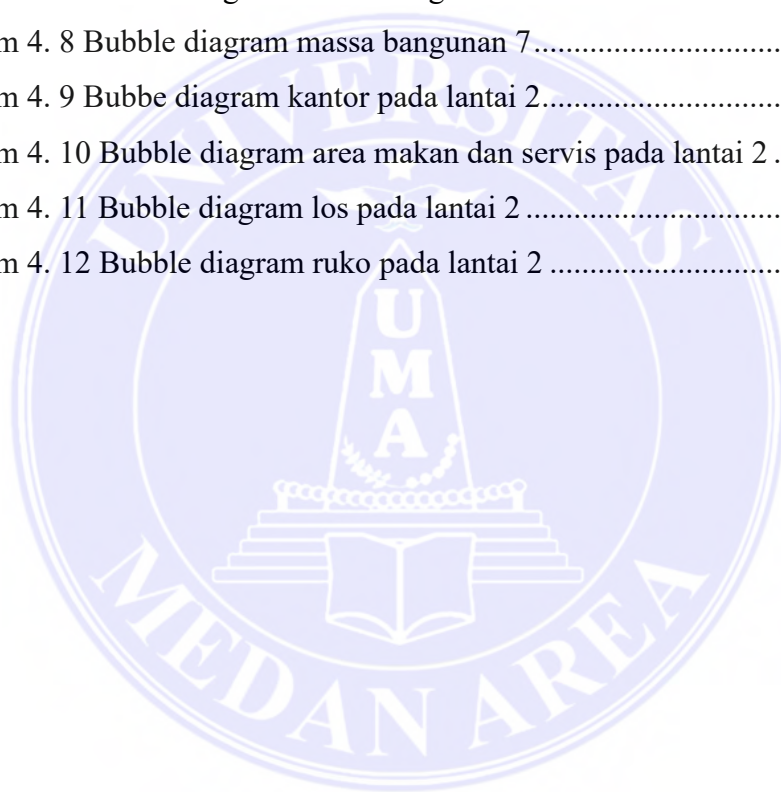 m 4. 8 Bubble diagram massa bangunan 7..............................
m 4. 9 Bubbe diagram kantor pada lantai 2.............................
m 4. 10 Bubble diagram area makan dan servis pada lantai 2 .
m 4. 11 Bubble diagram los pada lantai 2 ...............................
m 4. 12 Bubble diagram ruko pada lantai 2 ............................
UNIVERSITAS
UMA
MEDAN AREA